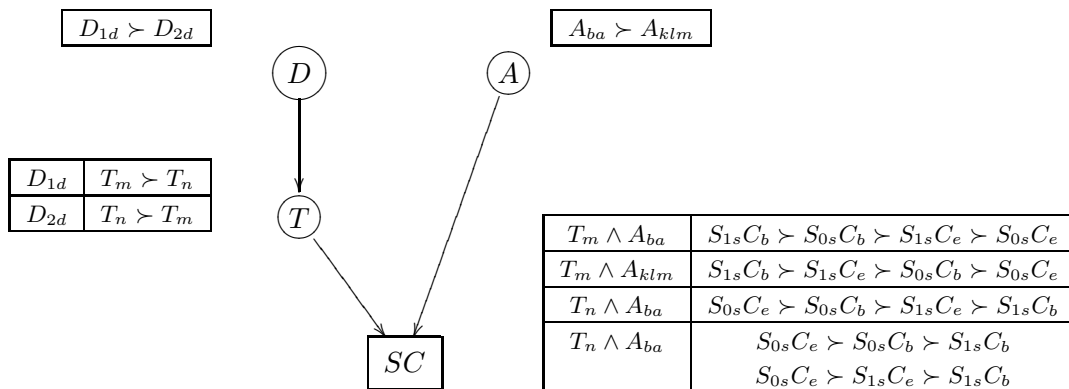 D_{1d} ≻ D_{2d}
A_{ba} ≻ A_{klm}
D
A
D_{1d} T_m ≻ T_n
D_{2d} T_n ≻ T_m
T
T_m ∧ A_{ba} S_{1s}C_b ≻ S_{0s}C_b ≻ S_{1s}C_e ≻ S_{0s}C_e
T_m ∧ A_{klm} S_{1s}C_b ≻ S_{1s}C_e ≻ S_{0s}C_b ≻ S_{0s}C_e
T_n ∧ A_{ba} S_{0s}C_e ≻ S_{0s}C_b ≻ S_{1s}C_e ≻ S_{1s}C_b
T_n ∧ A_{ba} S_{0s}C_e ≻ S_{0s}C_b ≻ S_{1s}C_b
S_{0s}C_e ≻ S_{1s}C_e ≻ S_{1s}C_b
SC